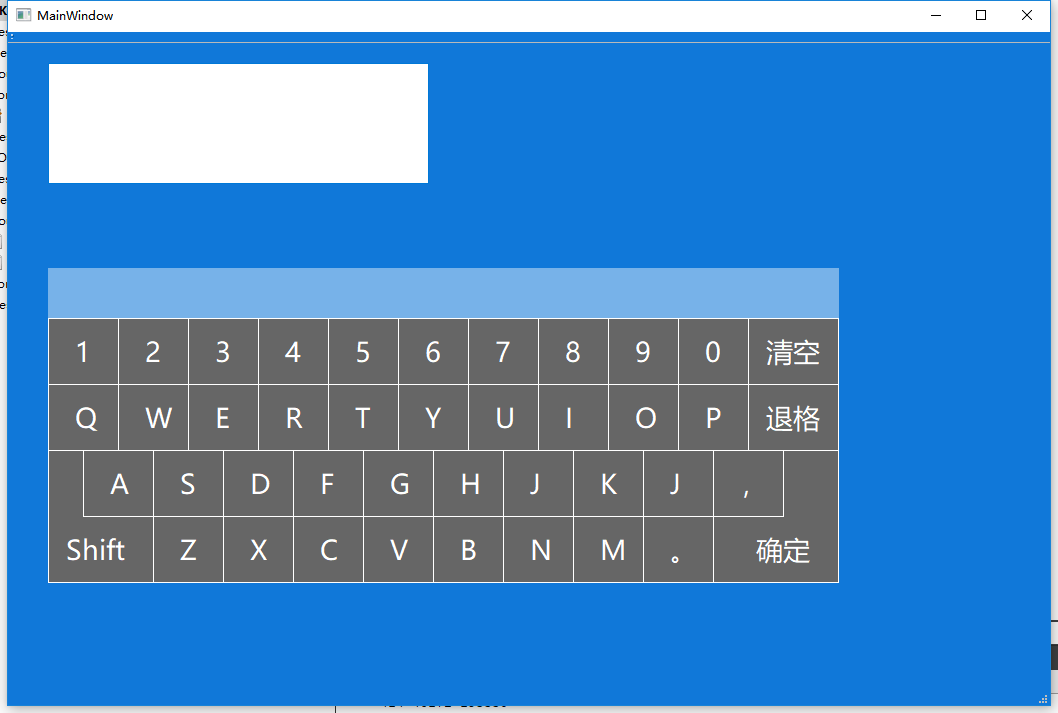 MainWindow
1 2 3 4 5 6 7 8 9 0 清空
Q W E R T Y U I O P 退格
A S D F G H J K J ,
Shift Z X C V B N M 。 确定